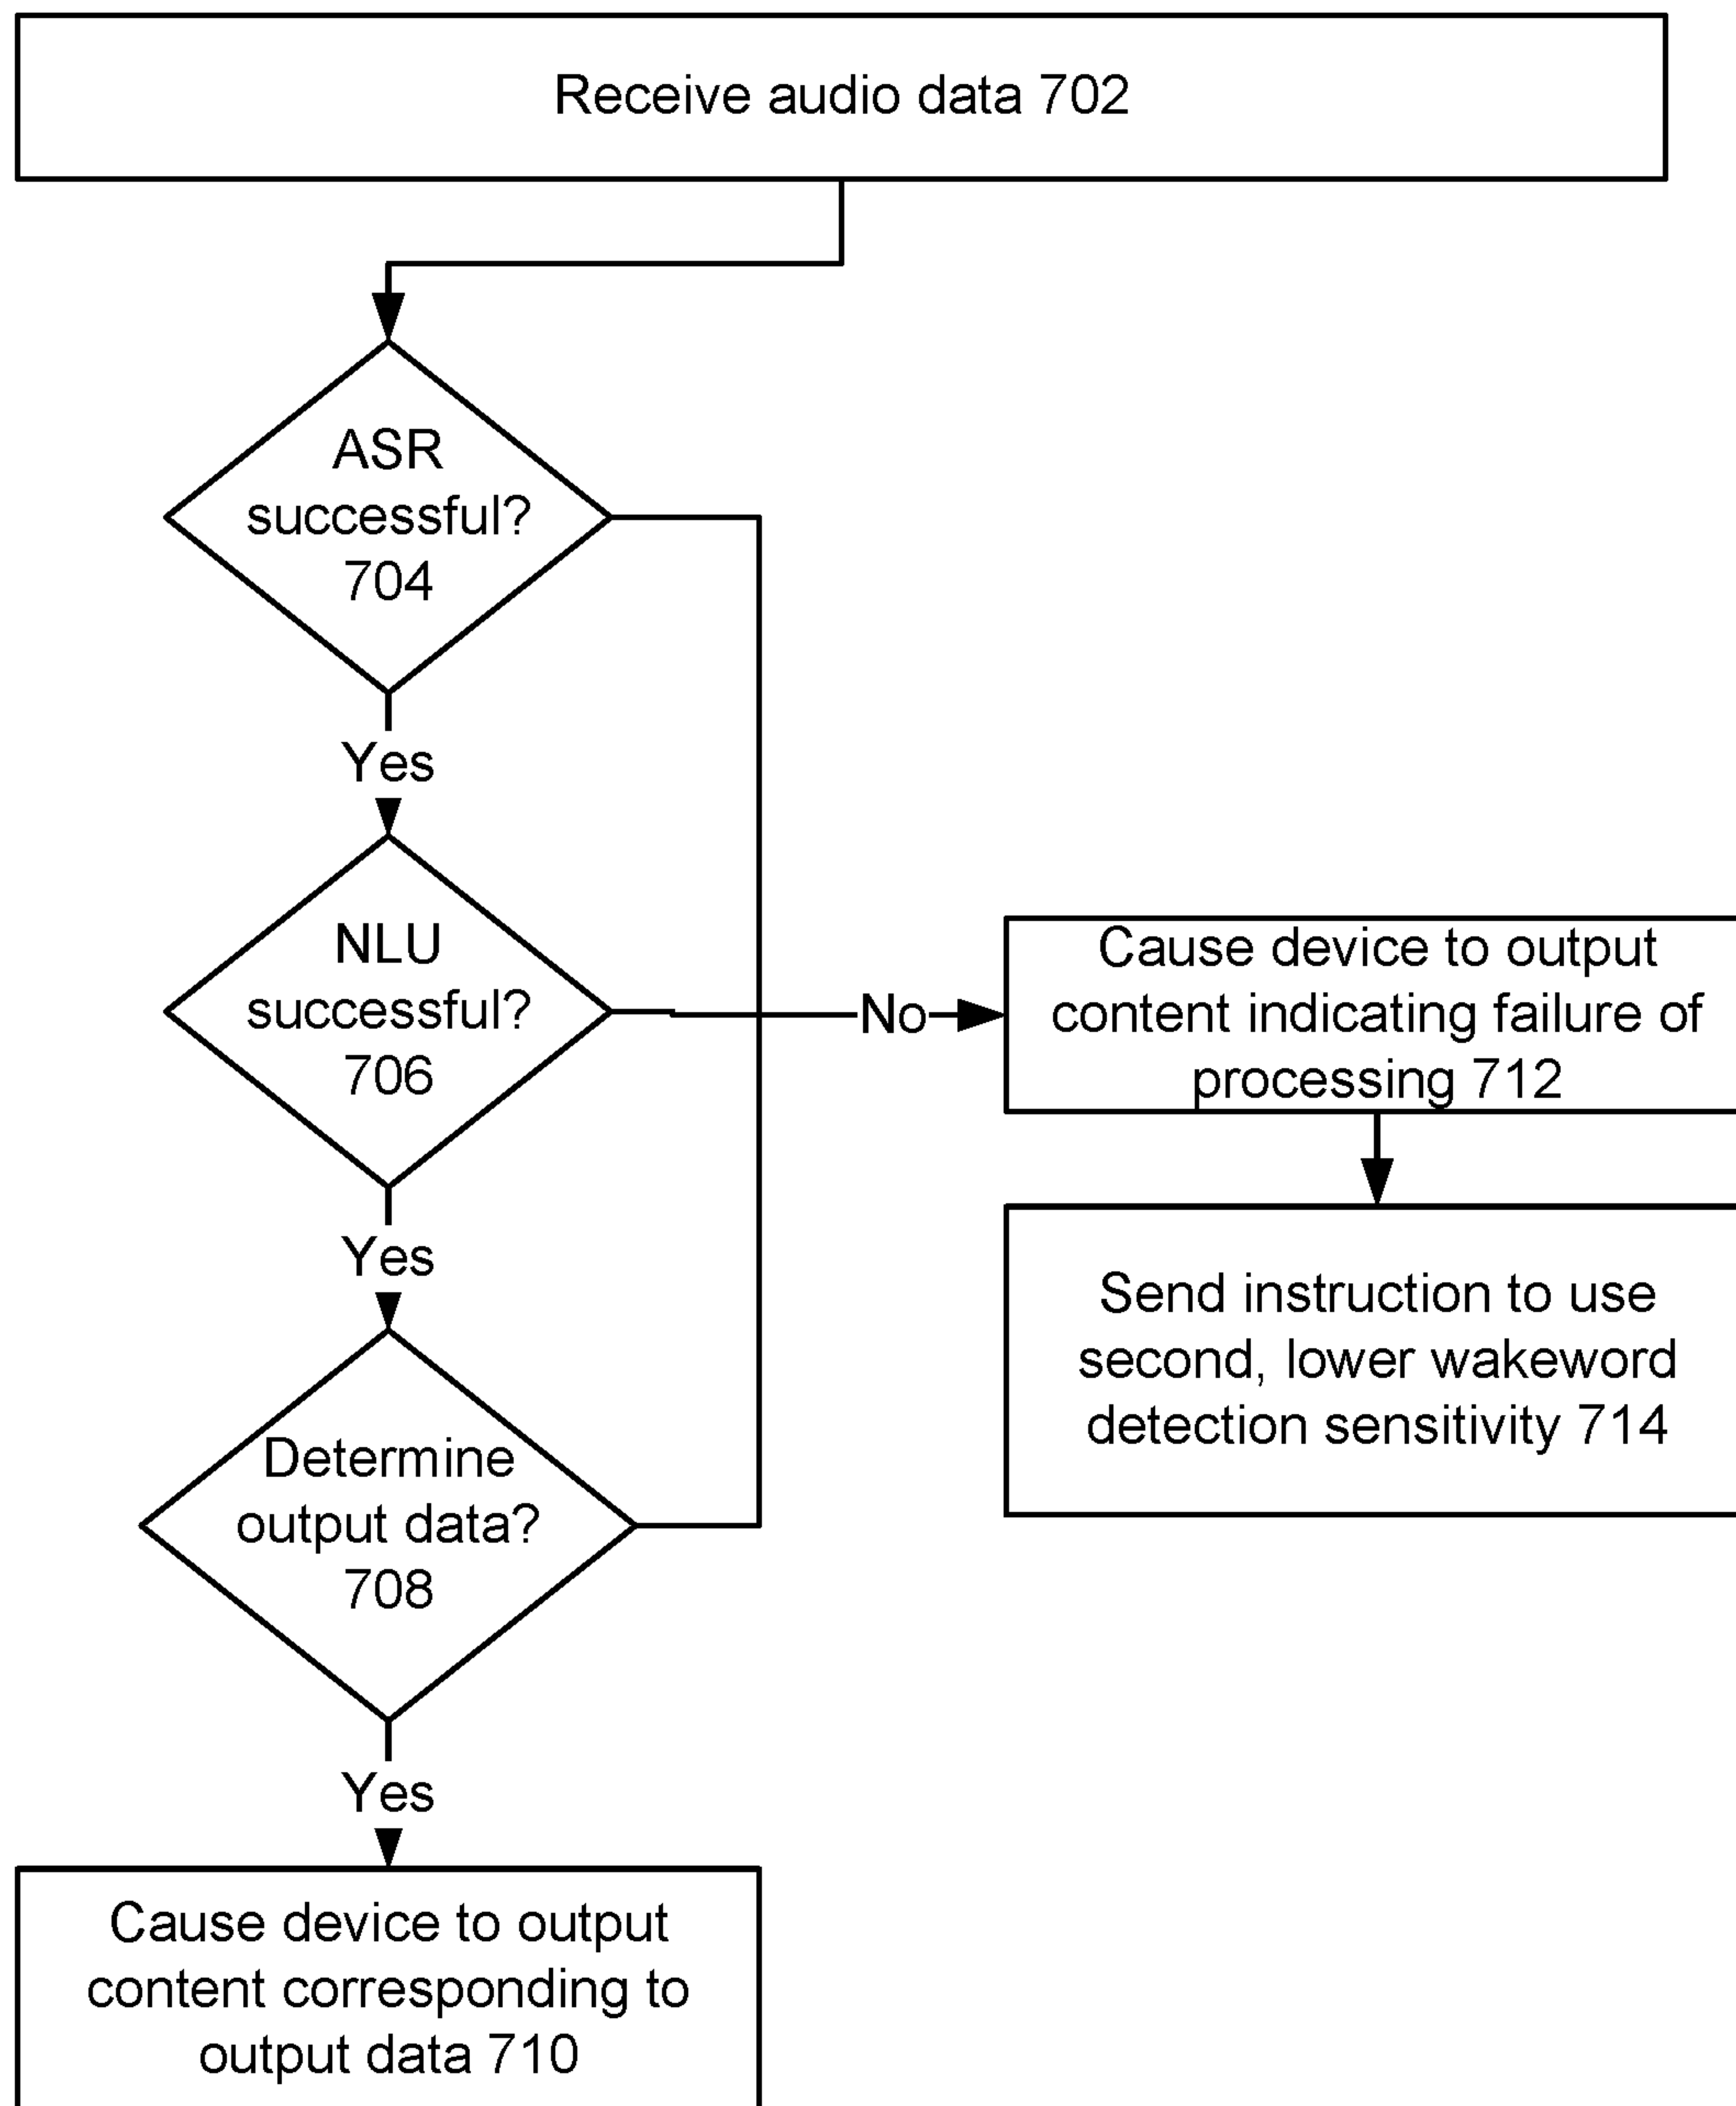 Receive audio data 702
ASR
successful?
704
Yes
NLU
successful?
706
No
Cause device to output
content indicating failure of
processing 712
Yes
Send instruction to use
second, lower wakeword
detection sensitivity 714
Determine
output data?
708
Yes
Cause device to output
content corresponding to
output data 710